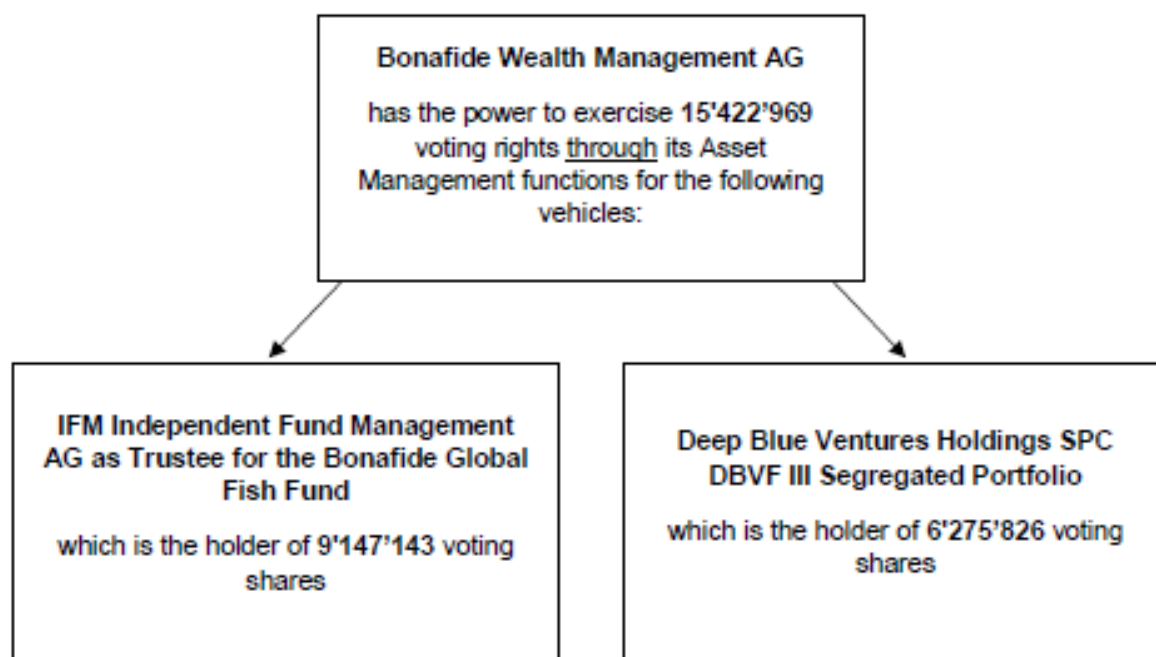 Bonafide Wealth Management AG
has the power to exercise 15'422’969
voting rights through its Asset
Management functions for the following
vehicles:
IFM Independent Fund Management
AG as Trustee for the Bonafide Global
Fish Fund
which is the holder of 9'147’143 voting
shares
Deep Blue Ventures Holdings SPC
DBVF III Segregated Portfolio
which is the holder of 6'275’826 voting
shares